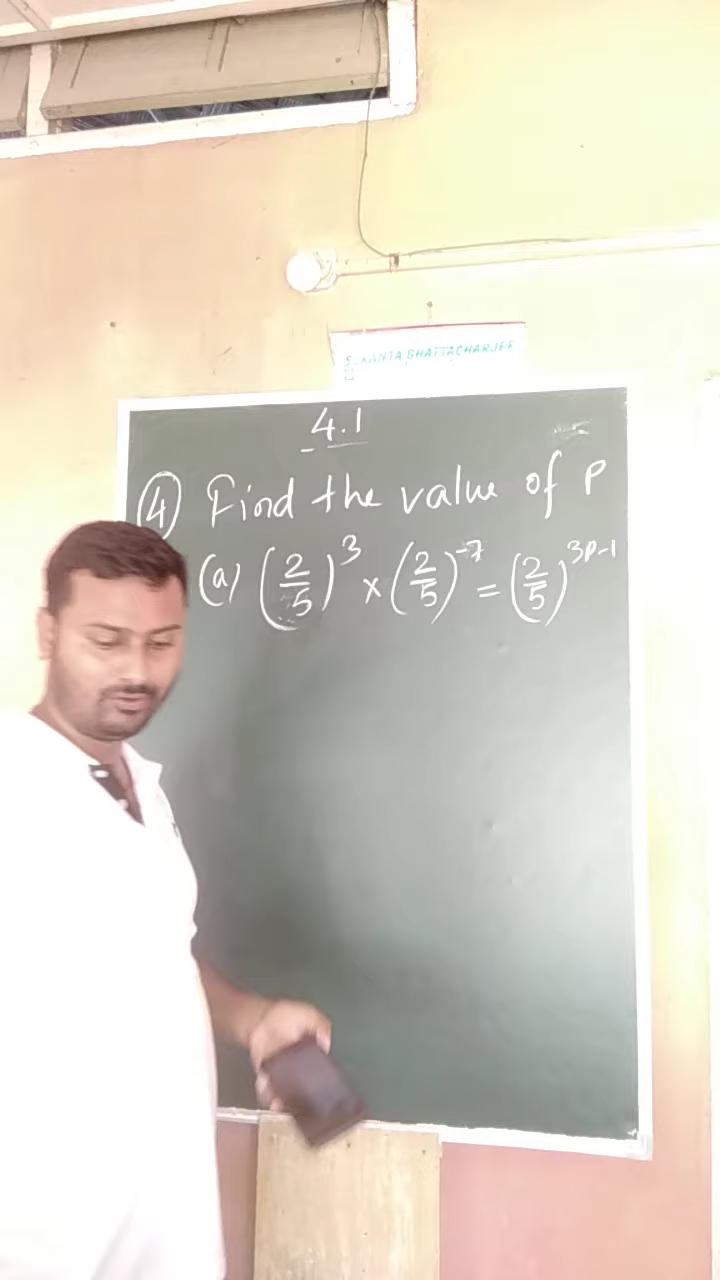 SUKANTA BHATTACHARJEE
4.1
(4) Find the value of P
(a) (2/5)^3 × (2/5)^-7 = (2/5)^3P-1